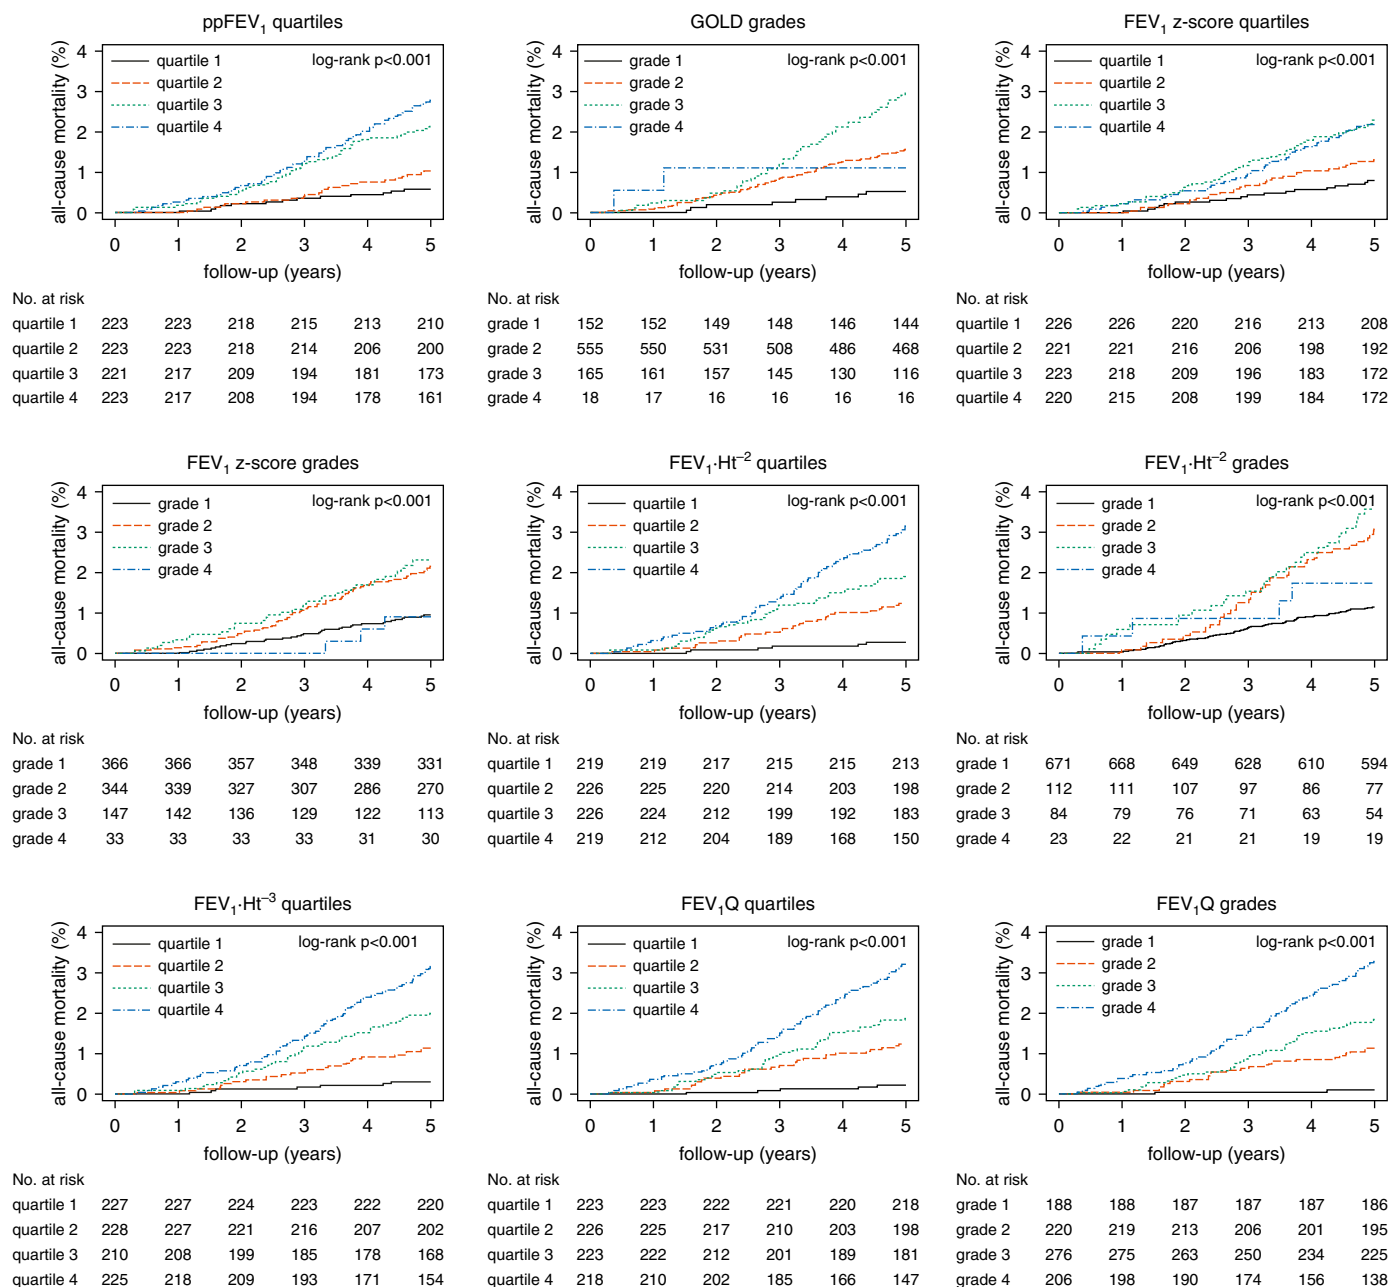 ppFEV1 quartiles
all-cause mortality (%)
4
3
2
1
0
quartile 1
quartile 2
quartile 3
quartile 4
log-rank p<0.001
0 1 2 3 4 5
follow-up (years)
No. at risk
quartile 1 223 223 218 215 213 210
quartile 2 223 223 218 214 206 200
quartile 3 221 217 209 194 181 173
quartile 4 223 217 208 194 178 161
GOLD grades
all-cause mortality (%)
4
3
2
1
0
grade 1
grade 2
grade 3
grade 4
log-rank p<0.001
0 1 2 3 4 5
follow-up (years)
No. at risk
grade 1 152 152 149 148 146 144
grade 2 555 550 531 508 486 468
grade 3 165 161 157 145 130 116
grade 4 18 17 16 16 16 16
FEV1 z-score quartiles
all-cause mortality (%)
4
3
2
1
0
quartile 1
quartile 2
quartile 3
quartile 4
log-rank p<0.001
0 1 2 3 4 5
follow-up (years)
No. at risk
quartile 1 226 226 220 216 213 208
quartile 2 221 221 216 206 198 192
quartile 3 223 218 209 196 183 172
quartile 4 220 215 208 199 184 172
FEV1 z-score grades
all-cause mortality (%)
4
3
2
1
0
grade 1
grade 2
grade 3
grade 4
log-rank p<0.001
0 1 2 3 4 5
follow-up (years)
No. at risk
grade 1 366 366 357 348 339 331
grade 2 344 339 327 307 286 270
grade 3 147 142 136 129 122 113
grade 4 33 33 33 33 31 30
FEV1·Ht–2 quartiles
all-cause mortality (%)
4
3
2
1
0
quartile 1
quartile 2
quartile 3
quartile 4
log-rank p<0.001
0 1 2 3 4 5
follow-up (years)
No. at risk
quartile 1 219 219 217 215 215 213
quartile 2 226 225 220 214 203 198
quartile 3 226 224 212 199 192 183
quartile 4 219 212 204 189 168 150
FEV1·Ht–2 grades
all-cause mortality (%)
4
3
2
1
0
grade 1
grade 2
grade 3
grade 4
log-rank p<0.001
0 1 2 3 4 5
follow-up (years)
No. at risk
grade 1 671 668 649 628 610 594
grade 2 112 111 107 97 86 77
grade 3 84 79 76 71 63 54
grade 4 23 22 21 21 19 19
FEV1·Ht–3 quartiles
all-cause mortality (%)
4
3
2
1
0
quartile 1
quartile 2
quartile 3
quartile 4
log-rank p<0.001
0 1 2 3 4 5
follow-up (years)
No. at risk
quartile 1 227 227 224 223 222 220
quartile 2 228 227 221 216 207 202
quartile 3 210 208 199 185 178 168
quartile 4 225 218 209 193 171 154
FEV1Q quartiles
all-cause mortality (%)
4
3
2
1
0
quartile 1
quartile 2
quartile 3
quartile 4
log-rank p<0.001
0 1 2 3 4 5
follow-up (years)
No. at risk
quartile 1 223 223 222 221 220 218
quartile 2 226 225 217 210 203 198
quartile 3 223 222 212 201 189 181
quartile 4 218 210 202 185 166 147
FEV1Q grades
all-cause mortality (%)
4
3
2
1
0
grade 1
grade 2
grade 3
grade 4
log-rank p<0.001
0 1 2 3 4 5
follow-up (years)
No. at risk
grade 1 188 188 187 187 187 186
grade 2 220 219 213 206 201 195
grade 3 276 275 263 250 234 225
grade 4 206 198 190 174 156 138